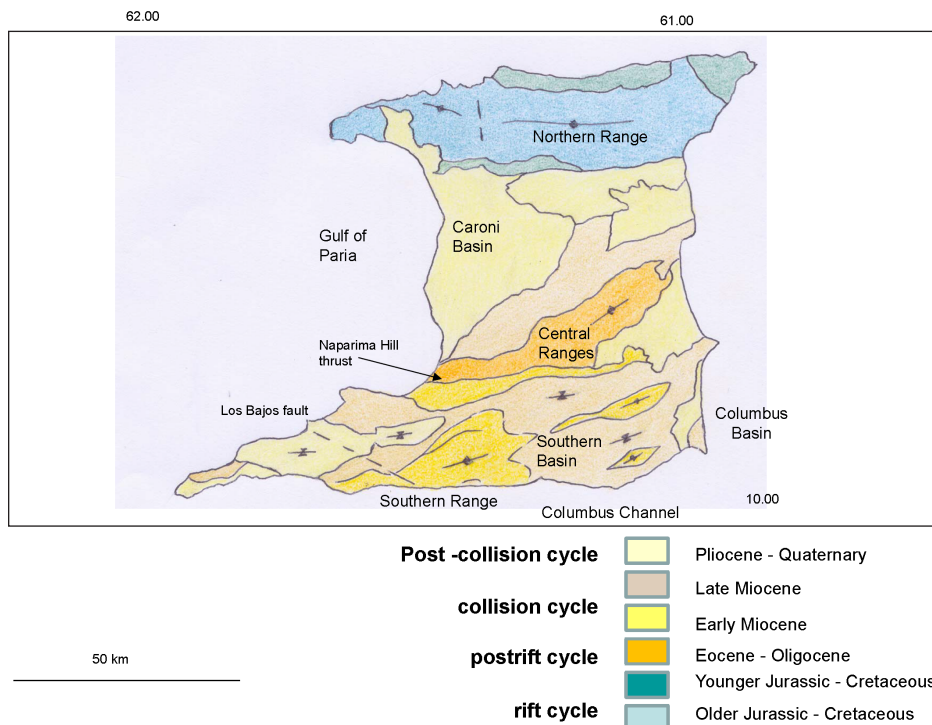 62.00
61.00
Northern Range
Caroni
Basin
Gulf of
Paria
Central
Ranges
Naparima Hill
thrust
Los Bajos fault
Columbus
Basin
Southern
Basin
Southern Range
10.00
Columbus Channel
Post -collision cycle
Pliocene - Quaternary
Late Miocene
collision cycle
Early Miocene
postrift cycle
Eocene - Oligocene
50 km
Younger Jurassic - Cretaceous
rift cycle
Older Jurassic - Cretaceous